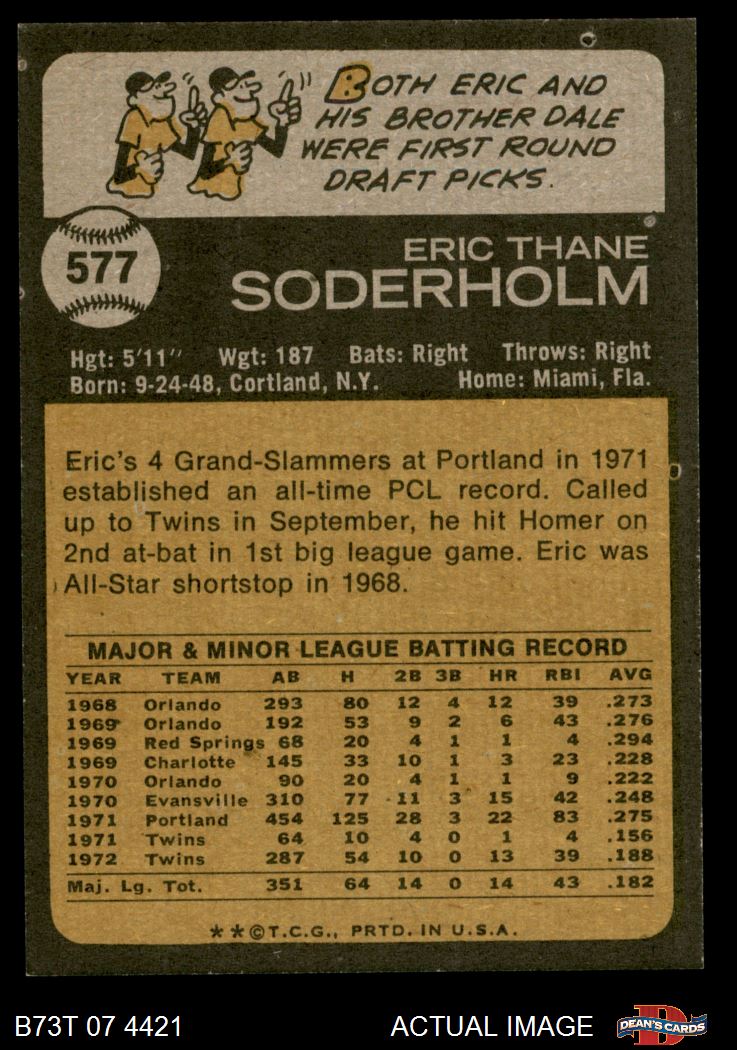 BOTH ERIC AND
HIS BROTHER DALE
WERE FIRST ROUND
DRAFT PICKS.
577
ERIC THANE
SODERHOLM
Hgt: 5'11" Wgt: 187 Bats: Right Throws: Right
Born: 9-24-48, Cortland, N.Y. Home: Miami, Fla.
Eric's 4 Grand-Slammers at Portland in 1971
established an all-time PCL record. Called
up to Twins in September, he hit Homer on
2nd at-bat in 1st big league game. Eric was
All-Star shortstop in 1968.
MAJOR & MINOR LEAGUE BATTING RECORD
YEAR TEAM AB H 2B 3B HR RBI AVG
1968 Orlando 293 80 12 4 12 39 .273
1969 Orlando 192 53 9 2 6 43 .276
1969 Red Springs 68 20 4 1 1 4 .294
1969 Charlotte 145 33 10 1 3 23 .228
1970 Orlando 90 20 4 1 1 9 .222
1970 Evansville 310 77 11 3 15 42 .248
1971 Portland 454 125 28 3 22 83 .275
1971 Twins 64 10 4 0 1 4 .156
1972 Twins 287 54 10 0 13 39 .188
Maj. Lg. Tot. 351 64 14 0 14 43 .182
**©T.C.G., PRTD. IN U.S.A.
B73T 07 4421 ACTUAL IMAGE D DEAN'S CARDS